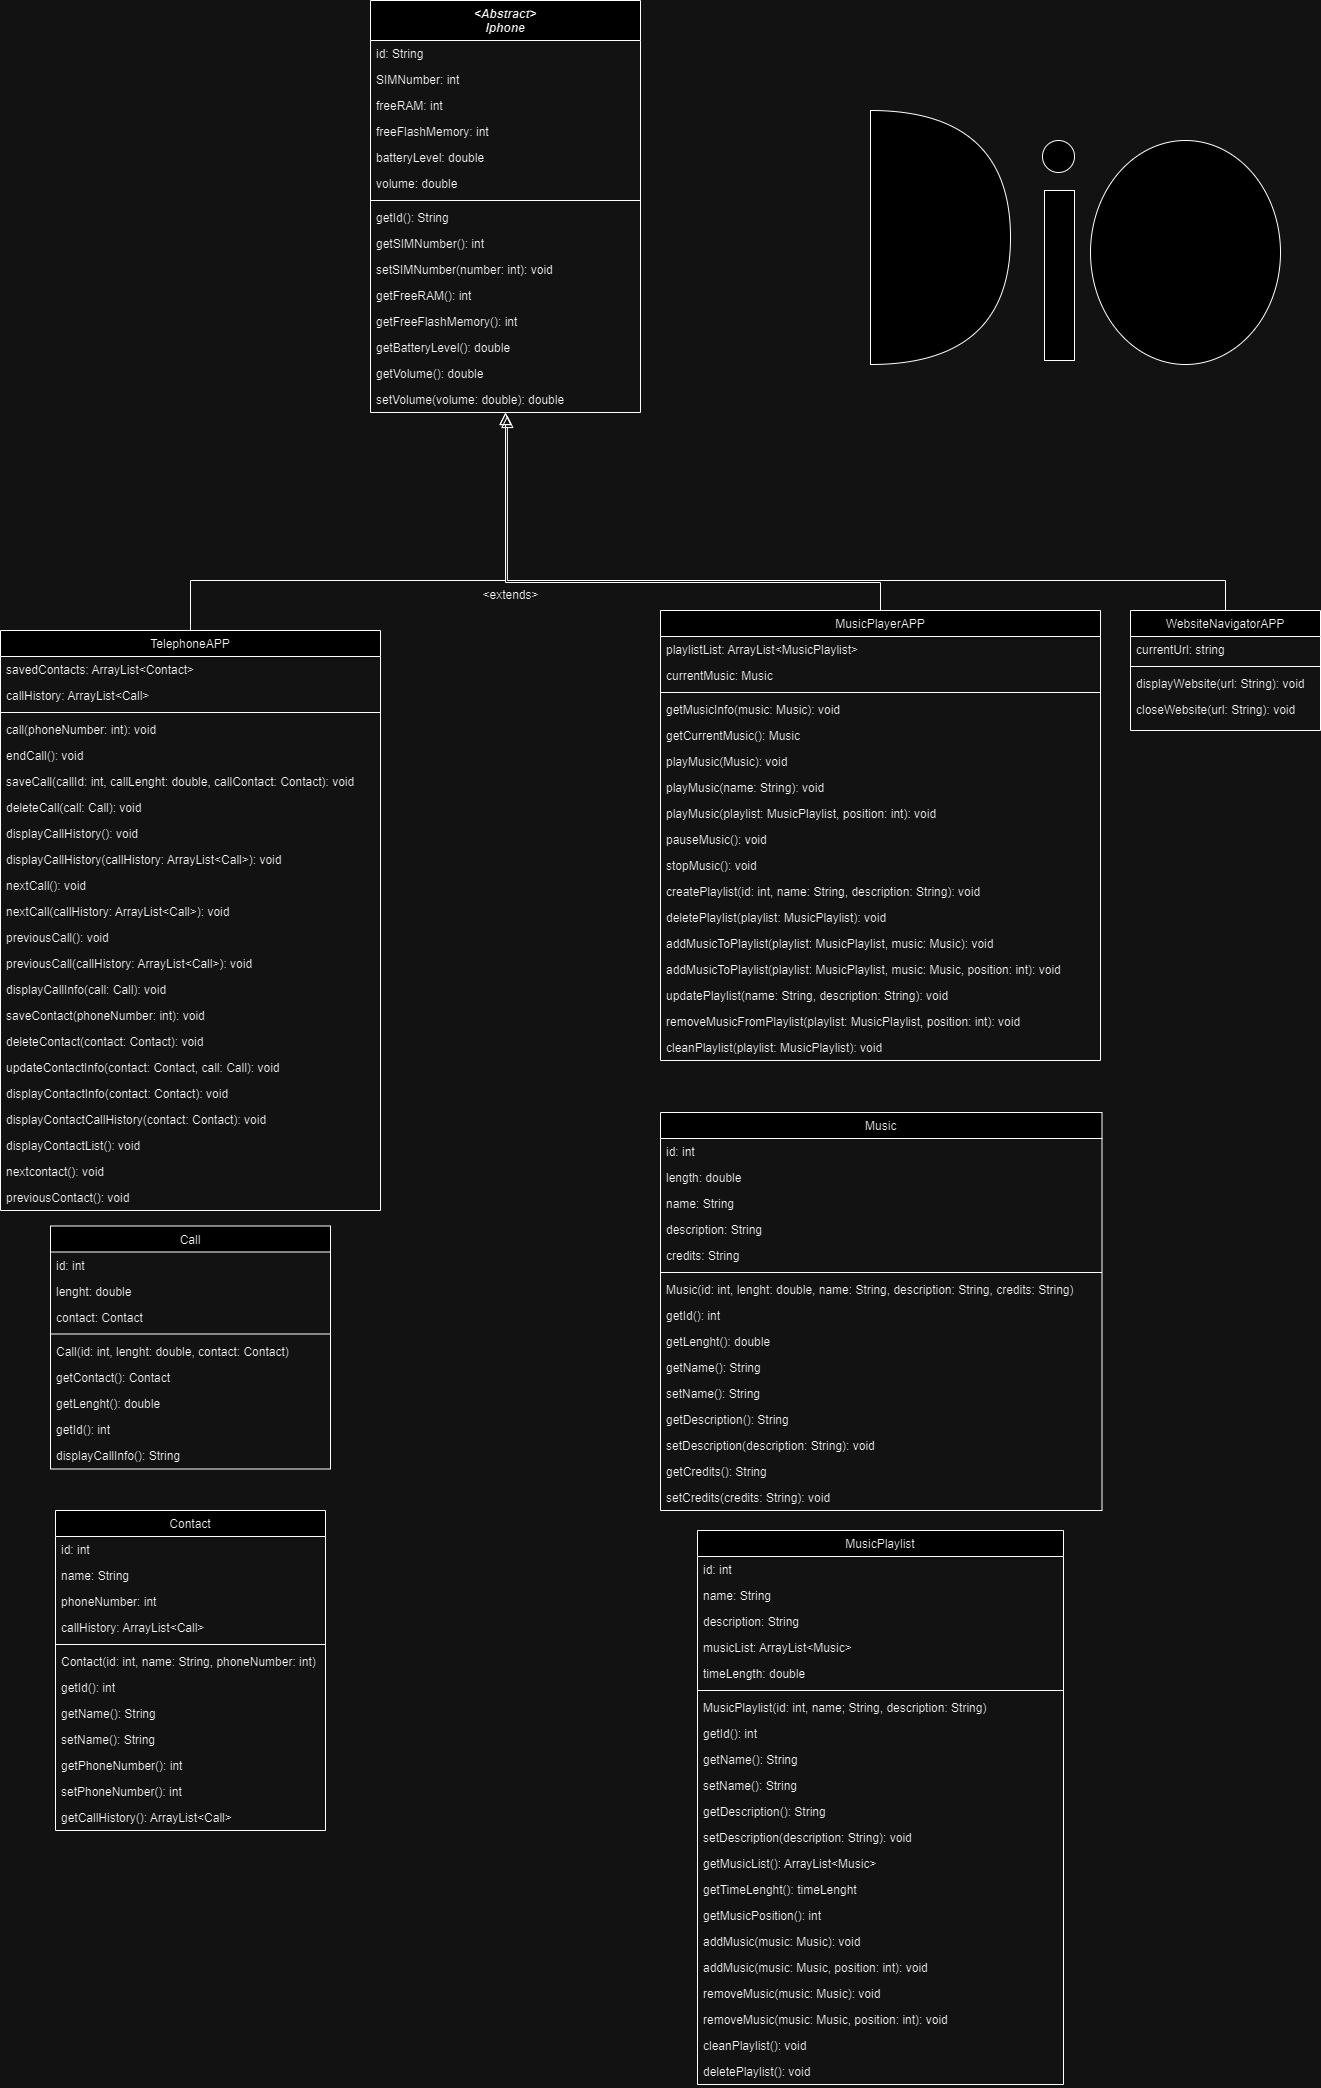 <Abstract>
Iphone
id: String
SIMNumber: int
freeRAM: int
freeFlashMemory: int
batteryLevel: double
volume: double
getId(): String
getSIMNumber(): int
setSIMNumber(number: int): void
getFreeRAM(): int
getFreeFlashMemory(): int
getBatteryLevel(): double
getVolume(): double
setVolume(volume: double): double
DiO
<extends>
TelephoneAPP
savedContacts: ArrayList<Contact>
callHistory: ArrayList<Call>
call(phoneNumber: int): void
endCall(): void
saveCall(callId: int, callLenght: double, callContact: Contact): void
deleteCall(call: Call): void
displayCallHistory(): void
displayCallHistory(callHistory: ArrayList<Call>): void
nextCall(): void
nextCall(callHistory: ArrayList<Call>): void
previousCall(): void
previousCall(callHistory: ArrayList<Call>): void
displayCallInfo(call: Call): void
saveContact(phoneNumber: int): void
deleteContact(contact: Contact): void
updateContactInfo(contact: Contact, call: Call): void
displayContactInfo(contact: Contact): void
displayContactCallHistory(contact: Contact): void
displayContactList(): void
nextcontact(): void
previousContact(): void
MusicPlayerAPP
playlistList: ArrayList<MusicPlaylist>
currentMusic: Music
getMusicInfo(music: Music): void
getCurrentMusic(): Music
playMusic(Music): void
playMusic(name: String): void
playMusic(playlist: MusicPlaylist, position: int): void
pauseMusic(): void
stopMusic(): void
createPlaylist(id: int, name: String, description: String): void
deletePlaylist(playlist: MusicPlaylist): void
addMusicToPlaylist(playlist: MusicPlaylist, music: Music): void
addMusicToPlaylist(playlist: MusicPlaylist, music: Music, position: int): void
updatePlaylist(name: String, description: String): void
removeMusicFromPlaylist(playlist: MusicPlaylist, position: int): void
cleanPlaylist(playlist: MusicPlaylist): void
WebsiteNavigatorAPP
currentUrl: string
displayWebsite(url: String): void
closeWebsite(url: String): void
Call
id: int
lenght: double
contact: Contact
Call(id: int, lenght: double, contact: Contact)
getContact(): Contact
getLenght(): double
getId(): int
displayCallInfo(): String
Contact
id: int
name: String
phoneNumber: int
callHistory: ArrayList<Call>
Contact(id: int, name: String, phoneNumber: int)
getId(): int
getName(): String
setName(): String
getPhoneNumber(): int
setPhoneNumber(): int
getCallHistory(): ArrayList<Call>
Music
id: int
length: double
name: String
description: String
credits: String
Music(id: int, lenght: double, name: String, description: String, credits: String)
getId(): int
getLenght(): double
getName(): String
setName(): String
getDescription(): String
setDescription(description: String): void
getCredits(): String
setCredits(credits: String): void
MusicPlaylist
id: int
name: String
description: String
musicList: ArrayList<Music>
timeLength: double
MusicPlaylist(id: int, name; String, description: String)
getId(): int
getName(): String
setName(): String
getDescription(): String
setDescription(description: String): void
getMusicList(): ArrayList<Music>
getTimeLenght(): timeLenght
getMusicPosition(): int
addMusic(music: Music): void
addMusic(music: Music, position: int): void
removeMusic(music: Music): void
removeMusic(music: Music, position: int): void
cleanPlaylist(): void
deletePlaylist(): void